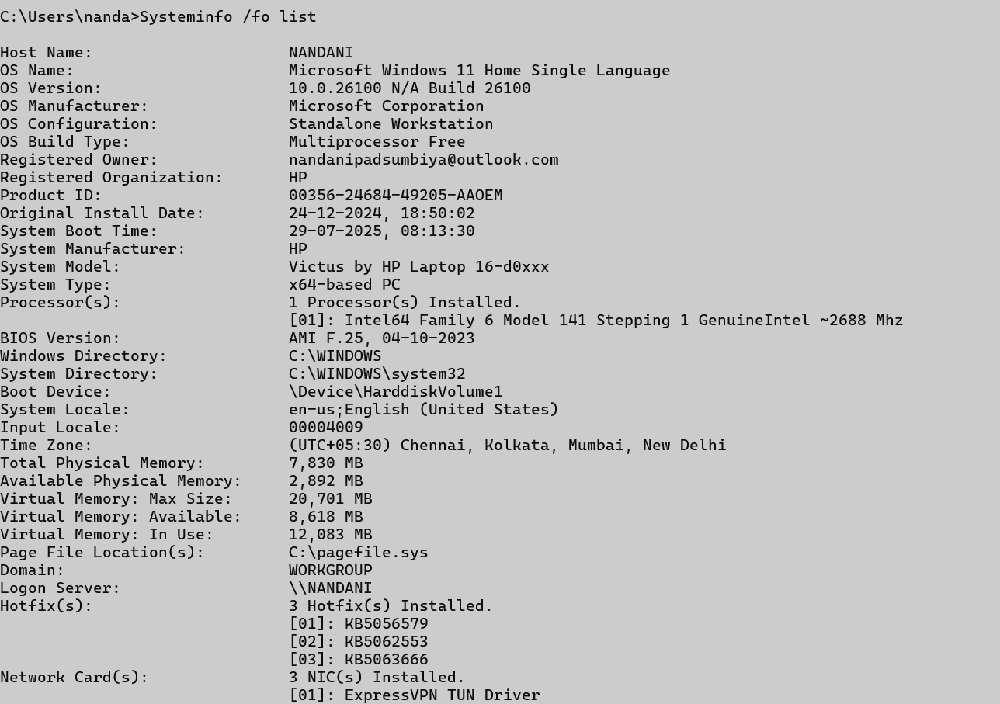 C:\Users\nanda>Systeminfo /fo list
Host Name: NANDANI
OS Name: Microsoft Windows 11 Home Single Language
OS Version: 10.0.26100 N/A Build 26100
OS Manufacturer: Microsoft Corporation
OS Configuration: Standalone Workstation
OS Build Type: Multiprocessor Free
Registered Owner: nandanipadsumbiya@outlook.com
Registered Organization: HP
Product ID: 00356-24684-49205-AAOEM
Original Install Date: 24-12-2024, 18:50:02
System Boot Time: 29-07-2025, 08:13:30
System Manufacturer: HP
System Model: Victus by HP Laptop 16-d0xxx
System Type: x64-based PC
Processor(s): 1 Processor(s) Installed.
[01]: Intel64 Family 6 Model 141 Stepping 1 GenuineIntel ~2688 Mhz
BIOS Version: AMI F.25, 04-10-2023
Windows Directory: C:\WINDOWS
System Directory: C:\WINDOWS\system32
Boot Device: \Device\HarddiskVolume1
System Locale: en-us;English (United States)
Input Locale: 00004009
Time Zone: (UTC+05:30) Chennai, Kolkata, Mumbai, New Delhi
Total Physical Memory: 7,830 MB
Available Physical Memory: 2,892 MB
Virtual Memory: Max Size: 20,701 MB
Virtual Memory: Available: 8,618 MB
Virtual Memory: In Use: 12,083 MB
Page File Location(s): C:\pagefile.sys
Domain: WORKGROUP
Logon Server: \\NANDANI
Hotfix(s): 3 Hotfix(s) Installed.
[01]: KB5056579
[02]: KB5062553
[03]: KB5063666
Network Card(s): 3 NIC(s) Installed.
[01]: ExpressVPN TUN Driver